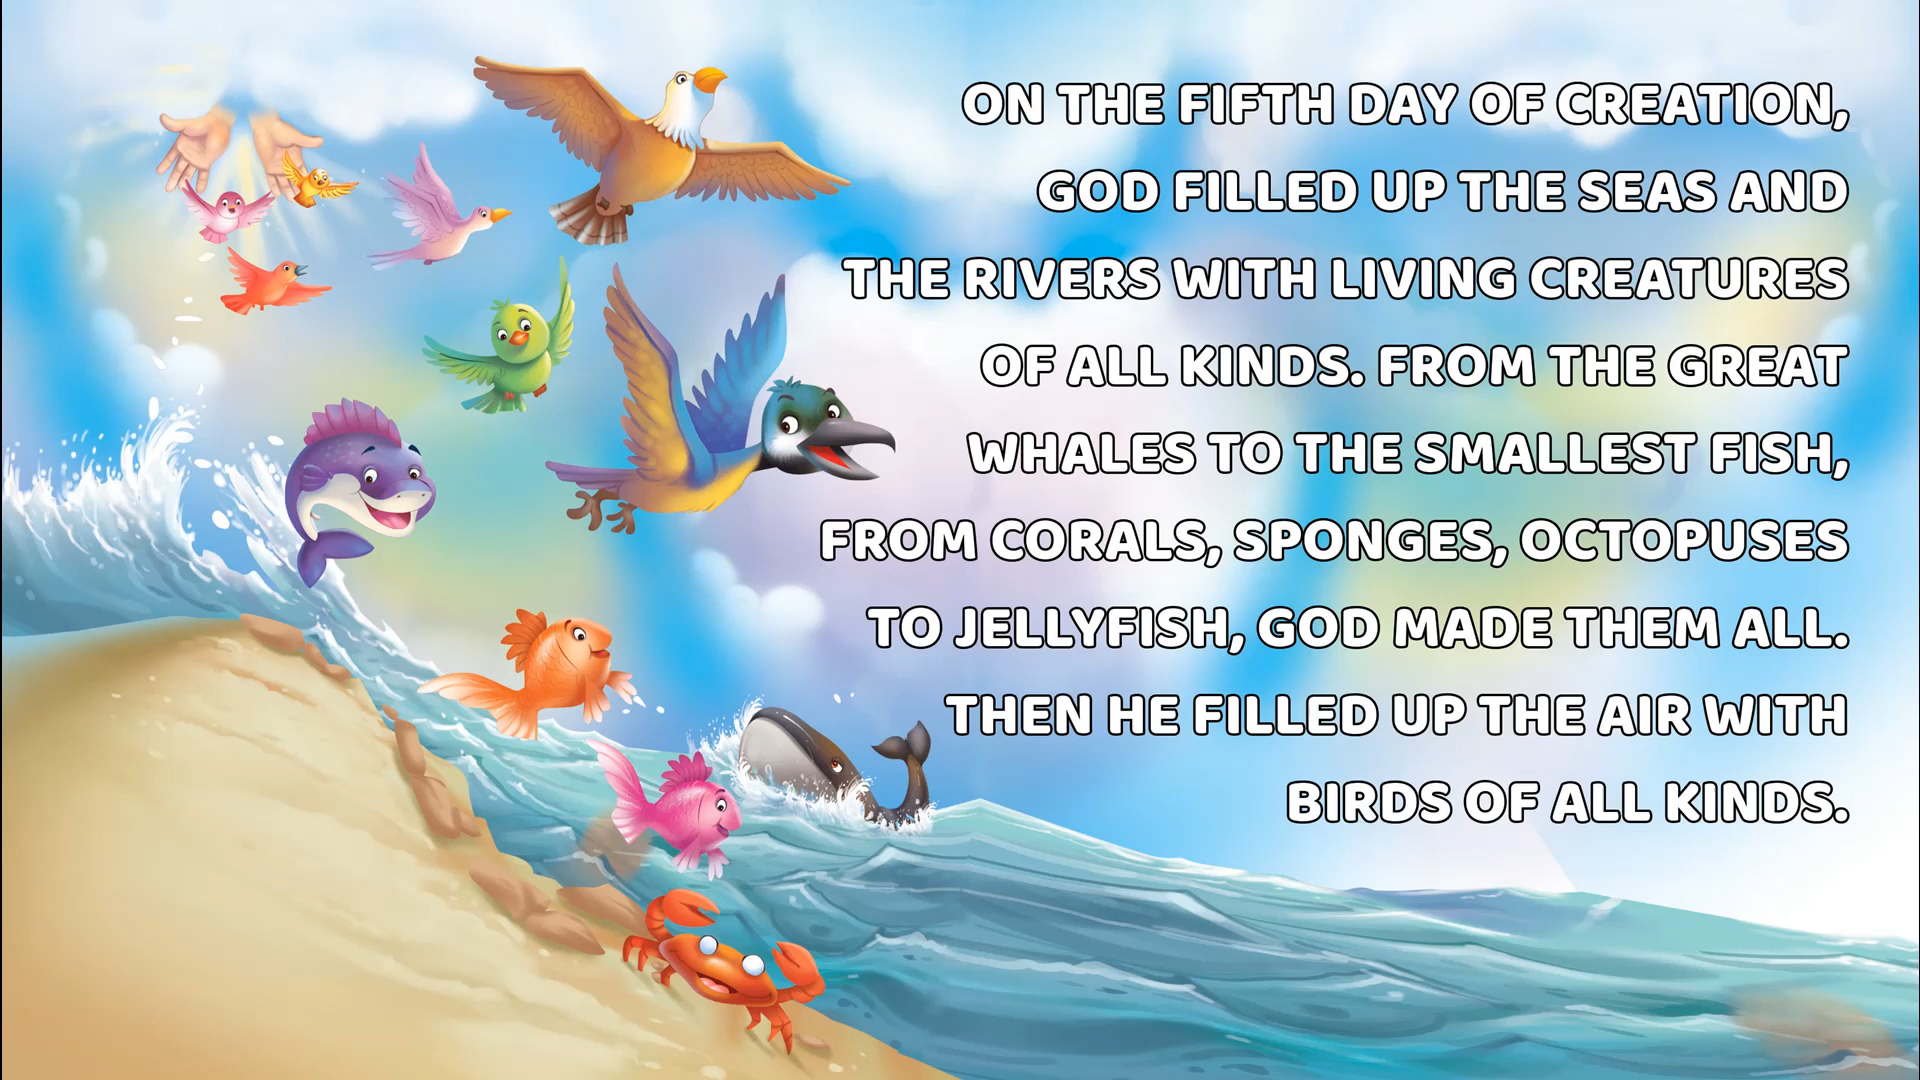 ON THE FIFTH DAY OF CREATION,
GOD FILLED UP THE SEAS AND
THE RIVERS WITH LIVING CREATURES
OF ALL KINDS. FROM THE GREAT
WHALES TO THE SMALLEST FISH,
FROM CORALS, SPONGES, OCTOPUSES
TO JELLYFISH, GOD MADE THEM ALL.
THEN HE FILLED UP THE AIR WITH
BIRDS OF ALL KINDS.